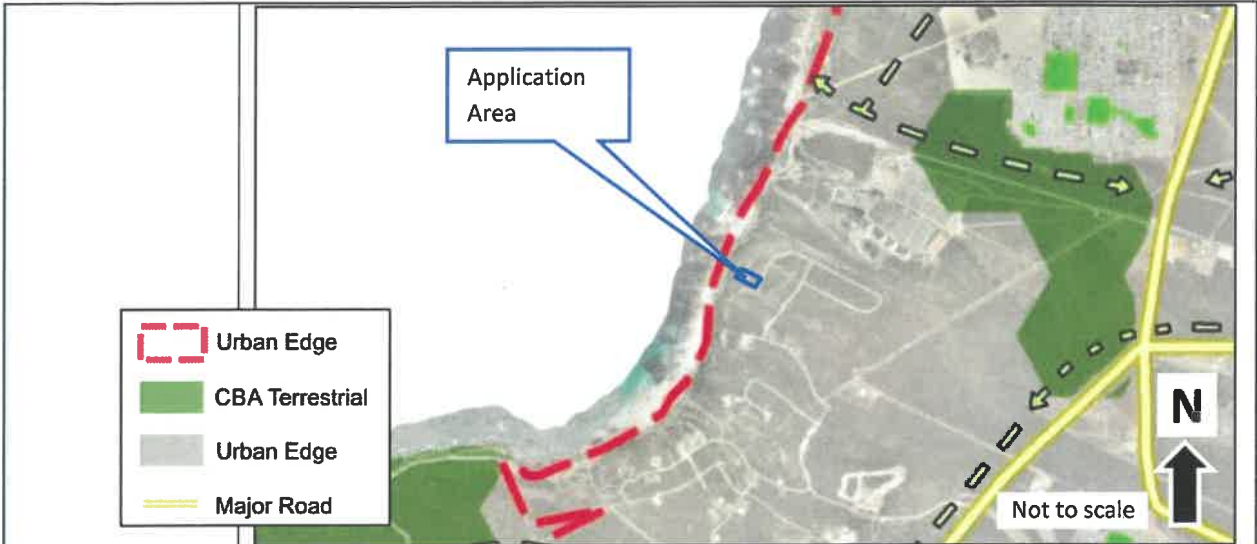 Application
Area
Urban Edge
CBA Terrestrial
Urban Edge
Major Road
N
Not to scale